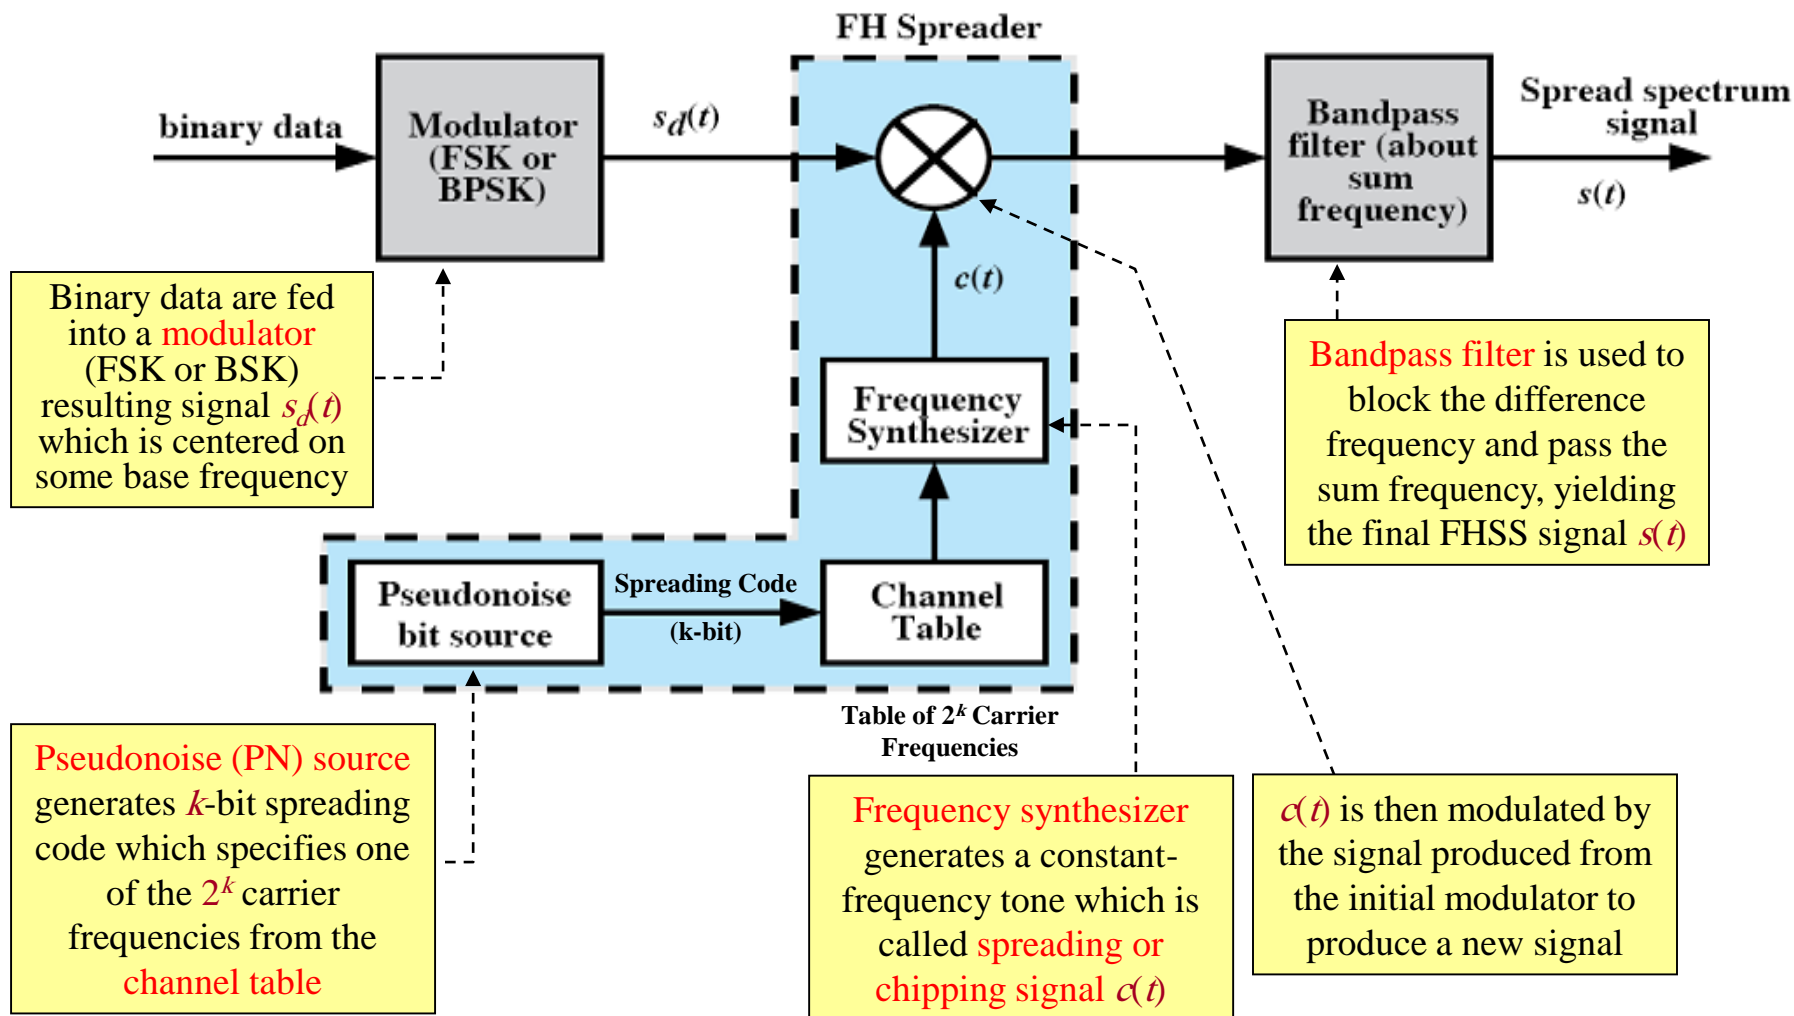 FH Spreader
binary data
Modulator
(FSK or
BPSK)
s_d(t)
Bandpass
filter (about
sum
frequency)
Spread spectrum
signal
s(t)
c(t)
Frequency
Synthesizer
Pseudonoise
bit source
Spreading Code
(k-bit)
Channel
Table
Table of 2^k Carrier
Frequencies
Binary data are fed
into a modulator
(FSK or BSK)
resulting signal s_d(t)
which is centered on
some base frequency
Bandpass filter is used to
block the difference
frequency and pass the
sum frequency, yielding
the final FHSS signal s(t)
Pseudonoise (PN) source
generates k-bit spreading
code which specifies one
of the 2^k carrier
frequencies from the
channel table
Frequency synthesizer
generates a constant-
frequency tone which is
called spreading or
chipping signal c(t)
c(t) is then modulated by
the signal produced from
the initial modulator to
produce a new signal